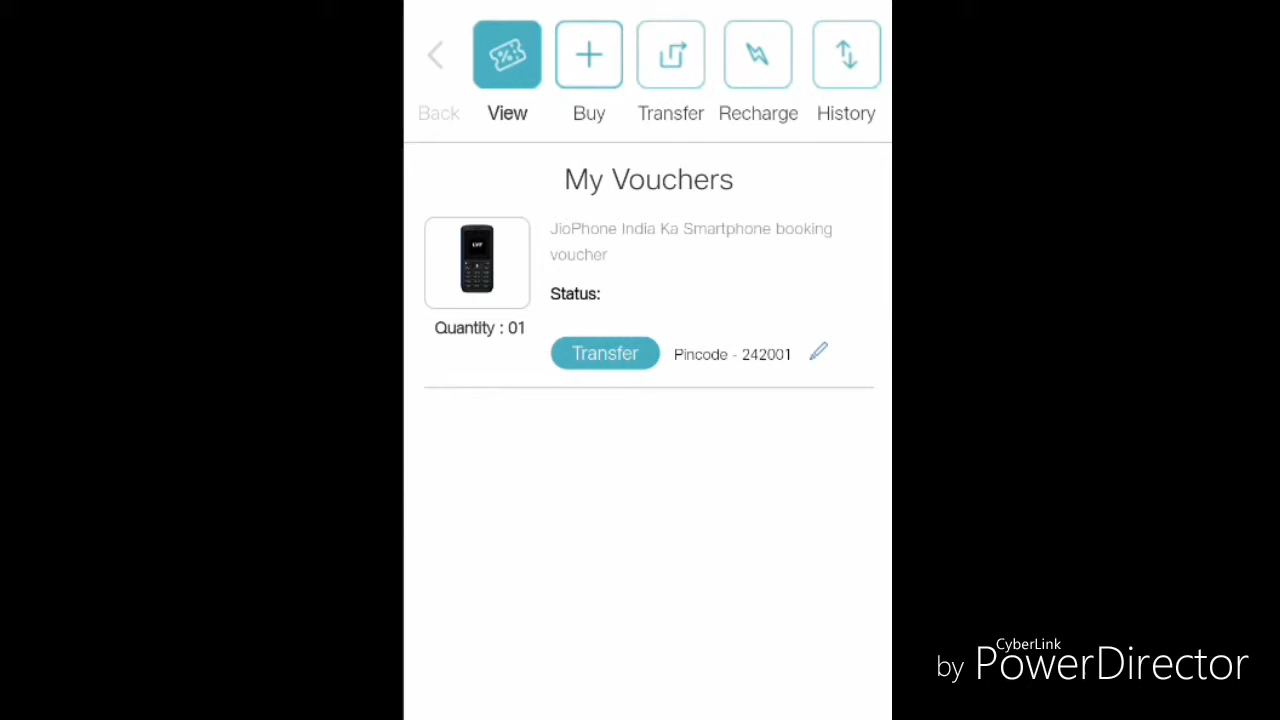 Back View Buy Transfer Recharge History
My Vouchers
JioPhone India Ka Smartphone booking
voucher
Status:
Quantity : 01
Transfer Pincode - 242001
CyberLink
by PowerDirector